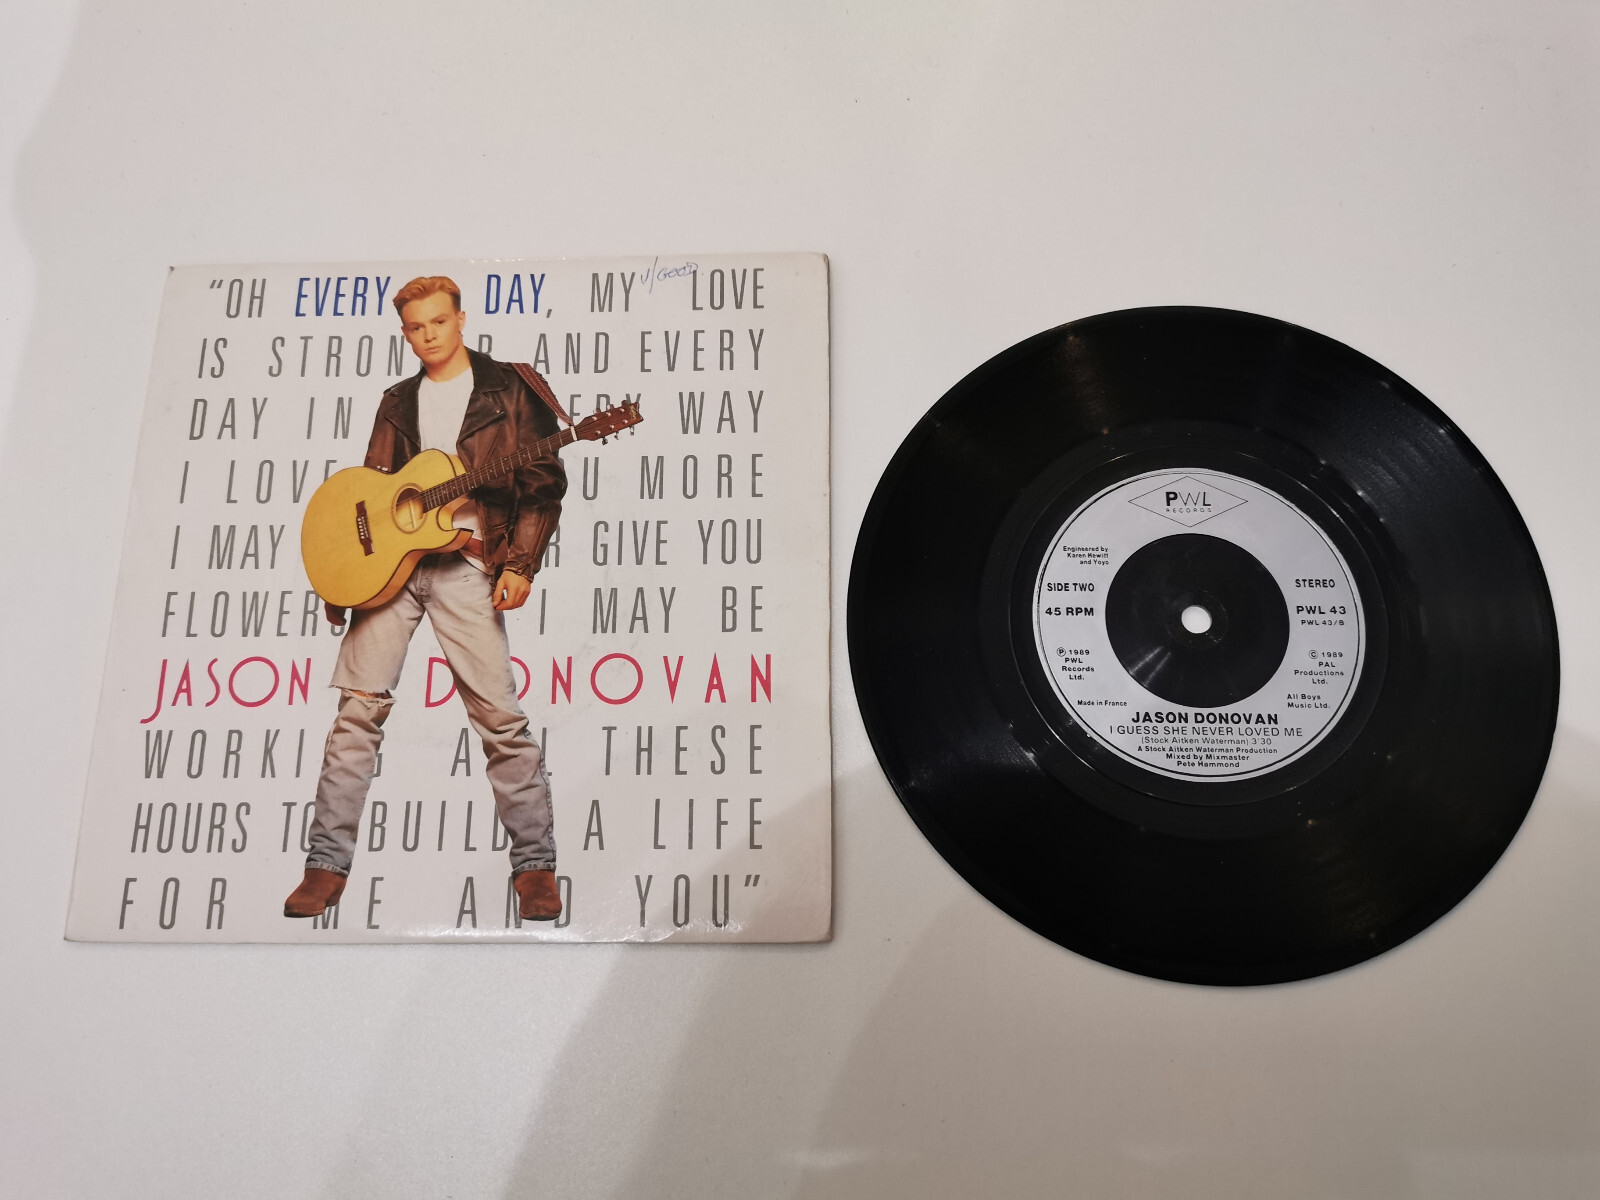 "OH EVERY DAY, MY LOVE
V/GOOD.
IS STRON R AND EVERY
DAY IN ERY WAY
I LOVE U MORE
I MAY R GIVE YOU
FLOWERS I MAY BE
JASON DONOVAN
WORKING ALL THESE
HOURS TO BUILD A LIFE
FOR ME AND YOU"
PWL
RECORDS
Engineered by
Karen Hewitt
and Yoyo
SIDE TWO
45 RPM
STEREO
PWL 43
PWL 43/B
Ⓟ 1989
PWL
Records
Ltd.
© 1989
PAL
Productions
Ltd.
All Boys
Music Ltd.
Made in France
JASON DONOVAN
I GUESS SHE NEVER LOVED ME
(Stock Aitken Waterman) 3'30
A Stock Aitken Waterman Production
Mixed by Mixmaster
Pete Hammond